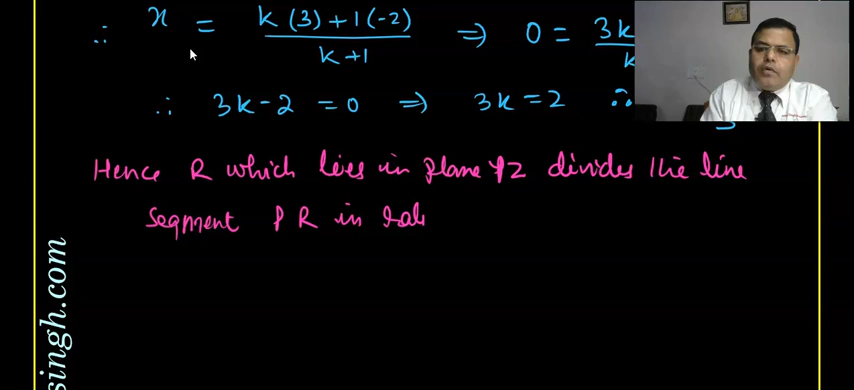 ∴ x = k(3)+1(-2) / k+1 ⇒ 0 = 3k
∴ 3k-2 = 0 ⇒ 3k = 2 ∴
Hence R which lies in plane YZ divides the line
segment PR in
singh.com